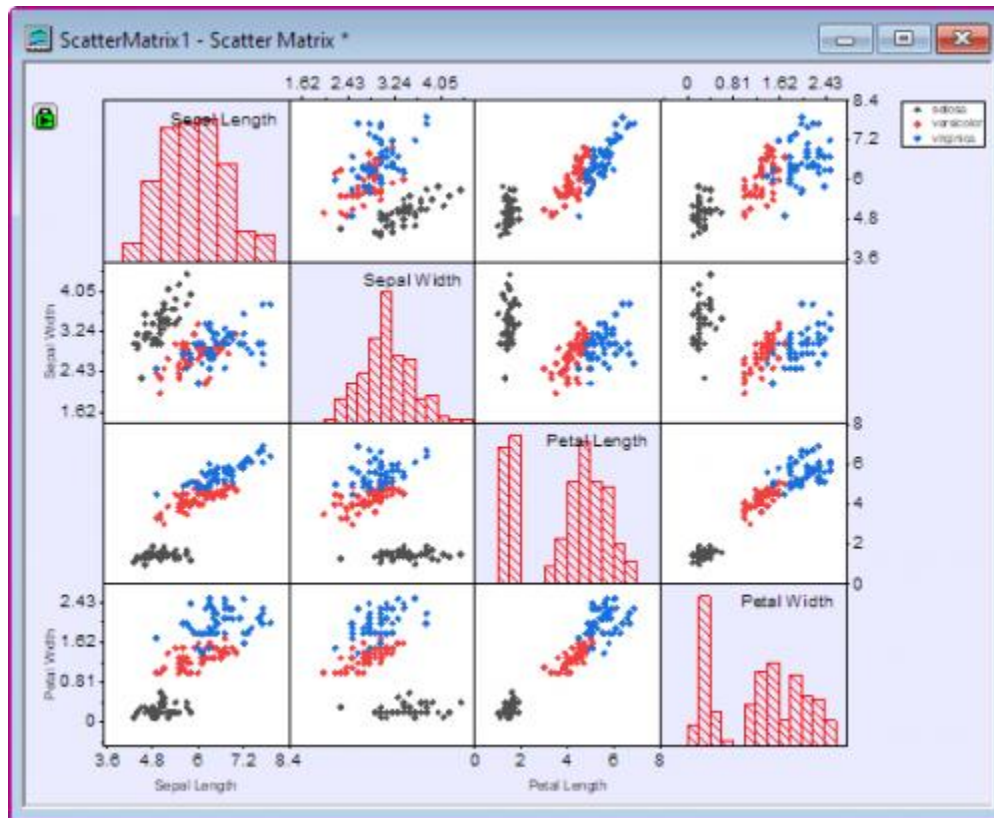 ScatterMatrix1 - Scatter Matrix *
1.62 2.43 3.24 4.05
0 0.81 1.62 2.43
setosa
versicolor
virginica
Sepal Length
8.4
7.2
6
4.8
3.6
Sepal Width
4.05
3.24
2.43
1.62
Sepal Width
Petal Length
8
6
4
2
0
Petal Width
2.43
1.62
0.81
0
Petal Width
3.6 4.8 6 7.2 8.4
Sepal Length
0 2 4 6 8
Petal Length